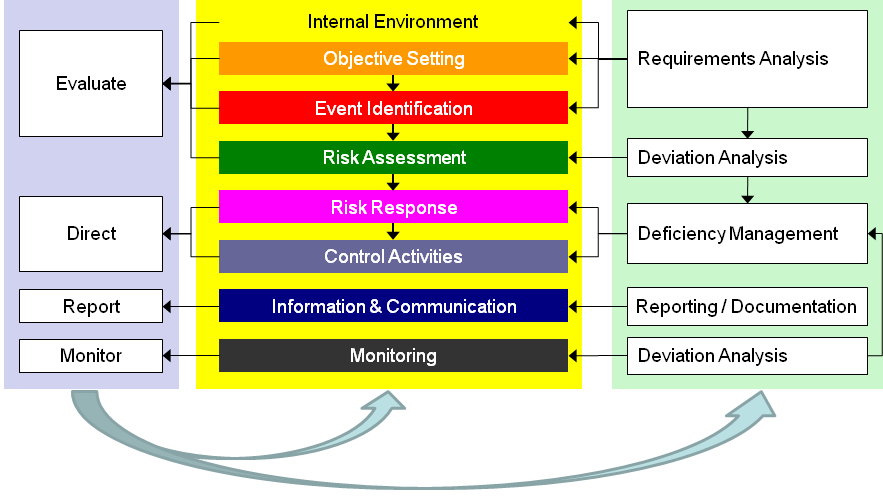 Evaluate
Direct
Report
Monitor
Internal Environment
Objective Setting
Event Identification
Risk Assessment
Risk Response
Control Activities
Information & Communication
Monitoring
Requirements Analysis
Deviation Analysis
Deficiency Management
Reporting / Documentation
Deviation Analysis